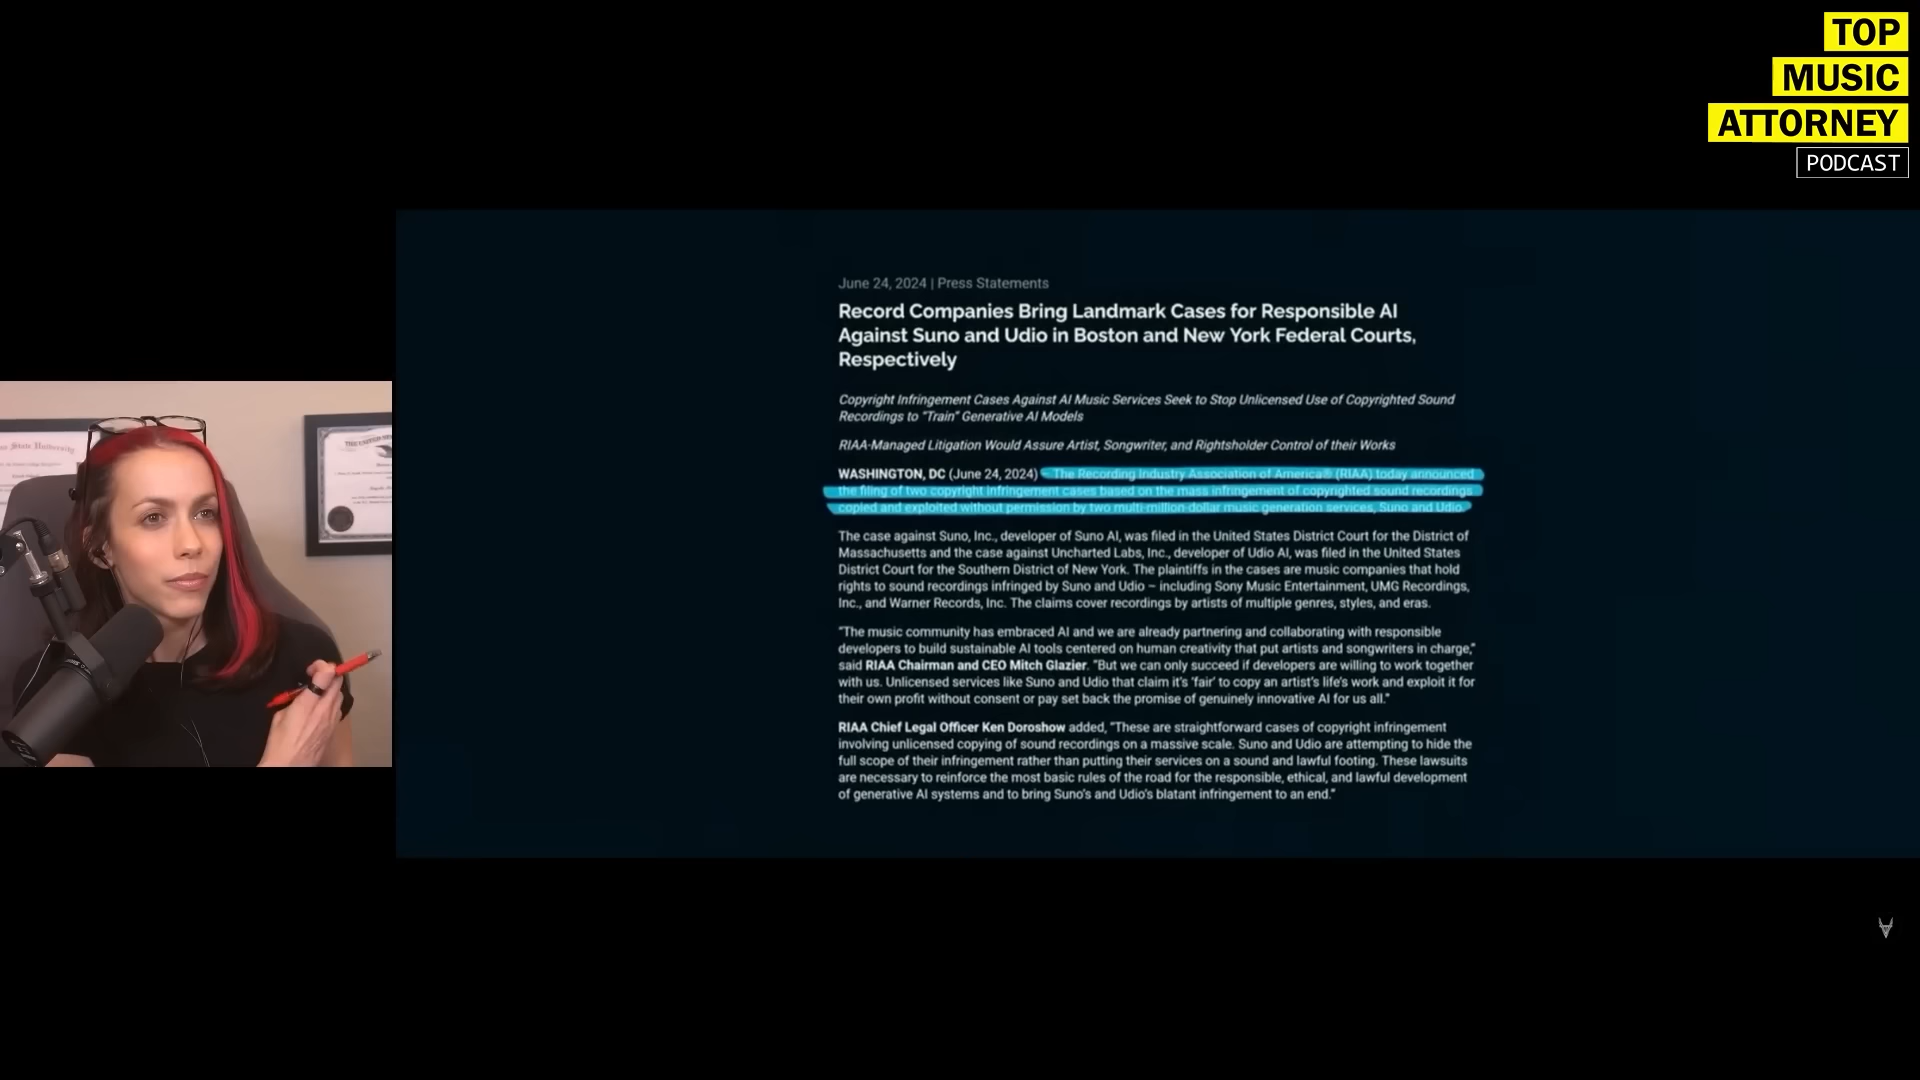 TOP
MUSIC
ATTORNEY
PODCAST
June 24, 2024 | Press Statements
Record Companies Bring Landmark Cases for Responsible AI
Against Suno and Udio in Boston and New York Federal Courts,
Respectively
Copyright Infringement Cases Against AI Music Services Seek to Stop Unlicensed Use of Copyrighted Sound
Recordings to "Train" Generative AI Models
RIAA-Managed Litigation Would Assure Artist, Songwriter, and Rightsholder Control of their Works
WASHINGTON, DC (June 24, 2024) – The Recording Industry Association of America® (RIAA) today announced
the filing of two copyright infringement cases based on the mass infringement of copyrighted sound recordings
copied and exploited without permission by two multi-million-dollar music generation services, Suno and Udio.
The case against Suno, Inc., developer of Suno AI, was filed in the United States District Court for the District of
Massachusetts and the case against Uncharted Labs, Inc., developer of Udio AI, was filed in the United States
District Court for the Southern District of New York. The plaintiffs in the cases are music companies that hold
rights to sound recordings infringed by Suno and Udio – including Sony Music Entertainment, UMG Recordings,
Inc., and Warner Records, Inc. The claims cover recordings by artists of multiple genres, styles, and eras.
"The music community has embraced AI and we are already partnering and collaborating with responsible
developers to build sustainable AI tools centered on human creativity that put artists and songwriters in charge,"
said RIAA Chairman and CEO Mitch Glazier. "But we can only succeed if developers are willing to work together
with us. Unlicensed services like Suno and Udio that claim it's 'fair' to copy an artist's life's work and exploit it for
their own profit without consent or pay set back the promise of genuinely innovative AI for us all."
RIAA Chief Legal Officer Ken Doroshow added, "These are straightforward cases of copyright infringement
involving unlicensed copying of sound recordings on a massive scale. Suno and Udio are attempting to hide the
full scope of their infringement rather than putting their services on a sound and lawful footing. These lawsuits
are necessary to reinforce the most basic rules of the road for the responsible, ethical, and lawful development
of generative AI systems and to bring Suno's and Udio's blatant infringement to an end."
State University